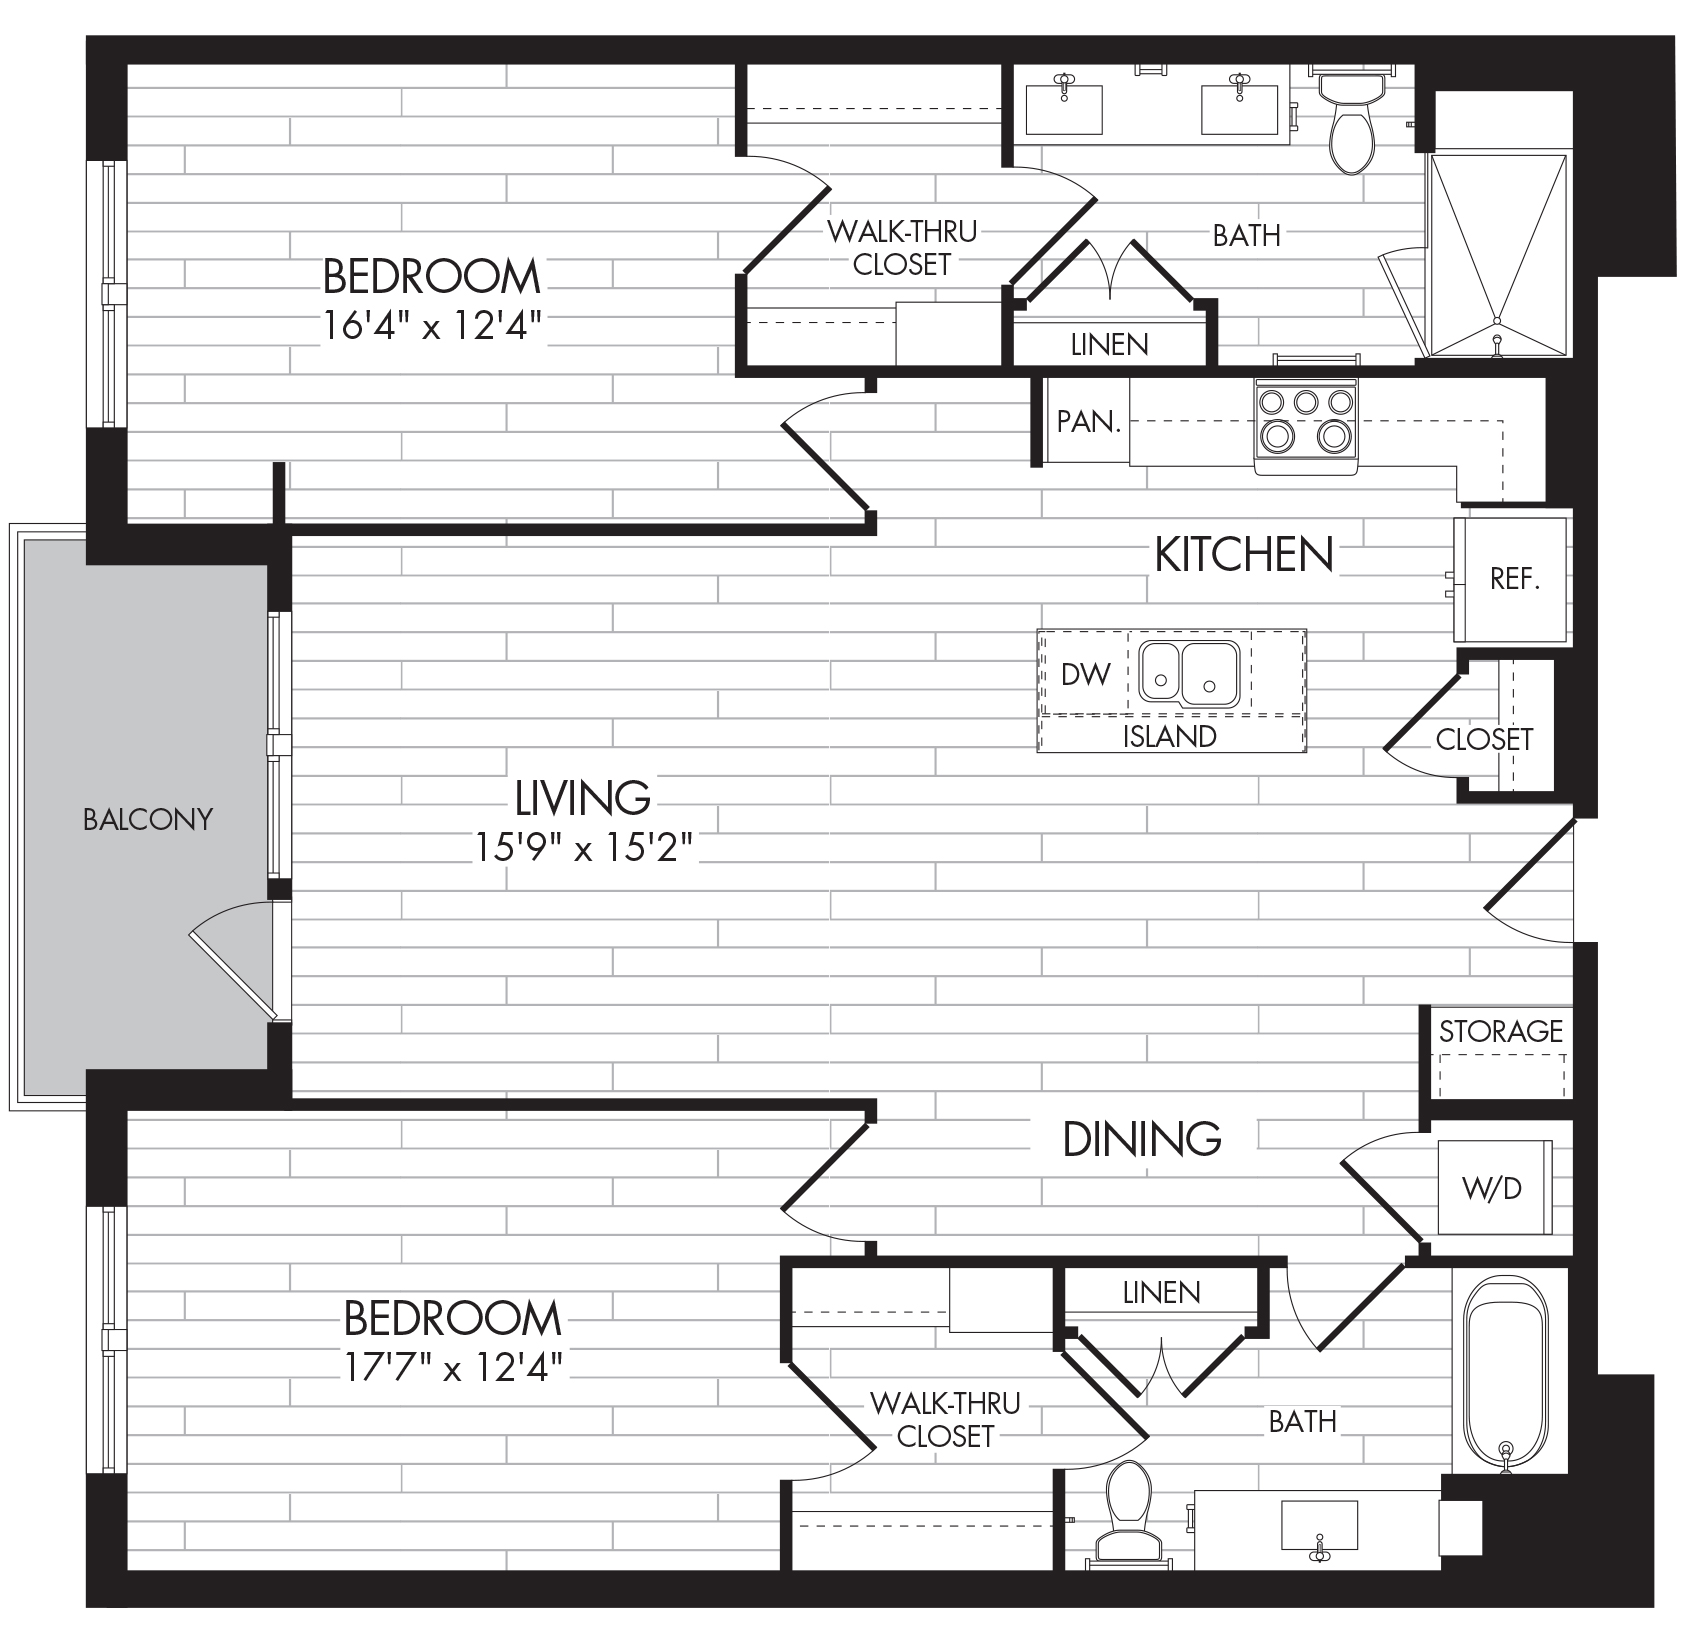 WALK-THRU
CLOSET
BATH
BEDROOM
16'4" x 12'4"
LINEN
PAN.
KITCHEN
REF.
DW
ISLAND
CLOSET
LIVING
15'9" x 15'2"
BALCONY
STORAGE
DINING
W/D
LINEN
BEDROOM
17'7" x 12'4"
WALK-THRU
CLOSET
BATH